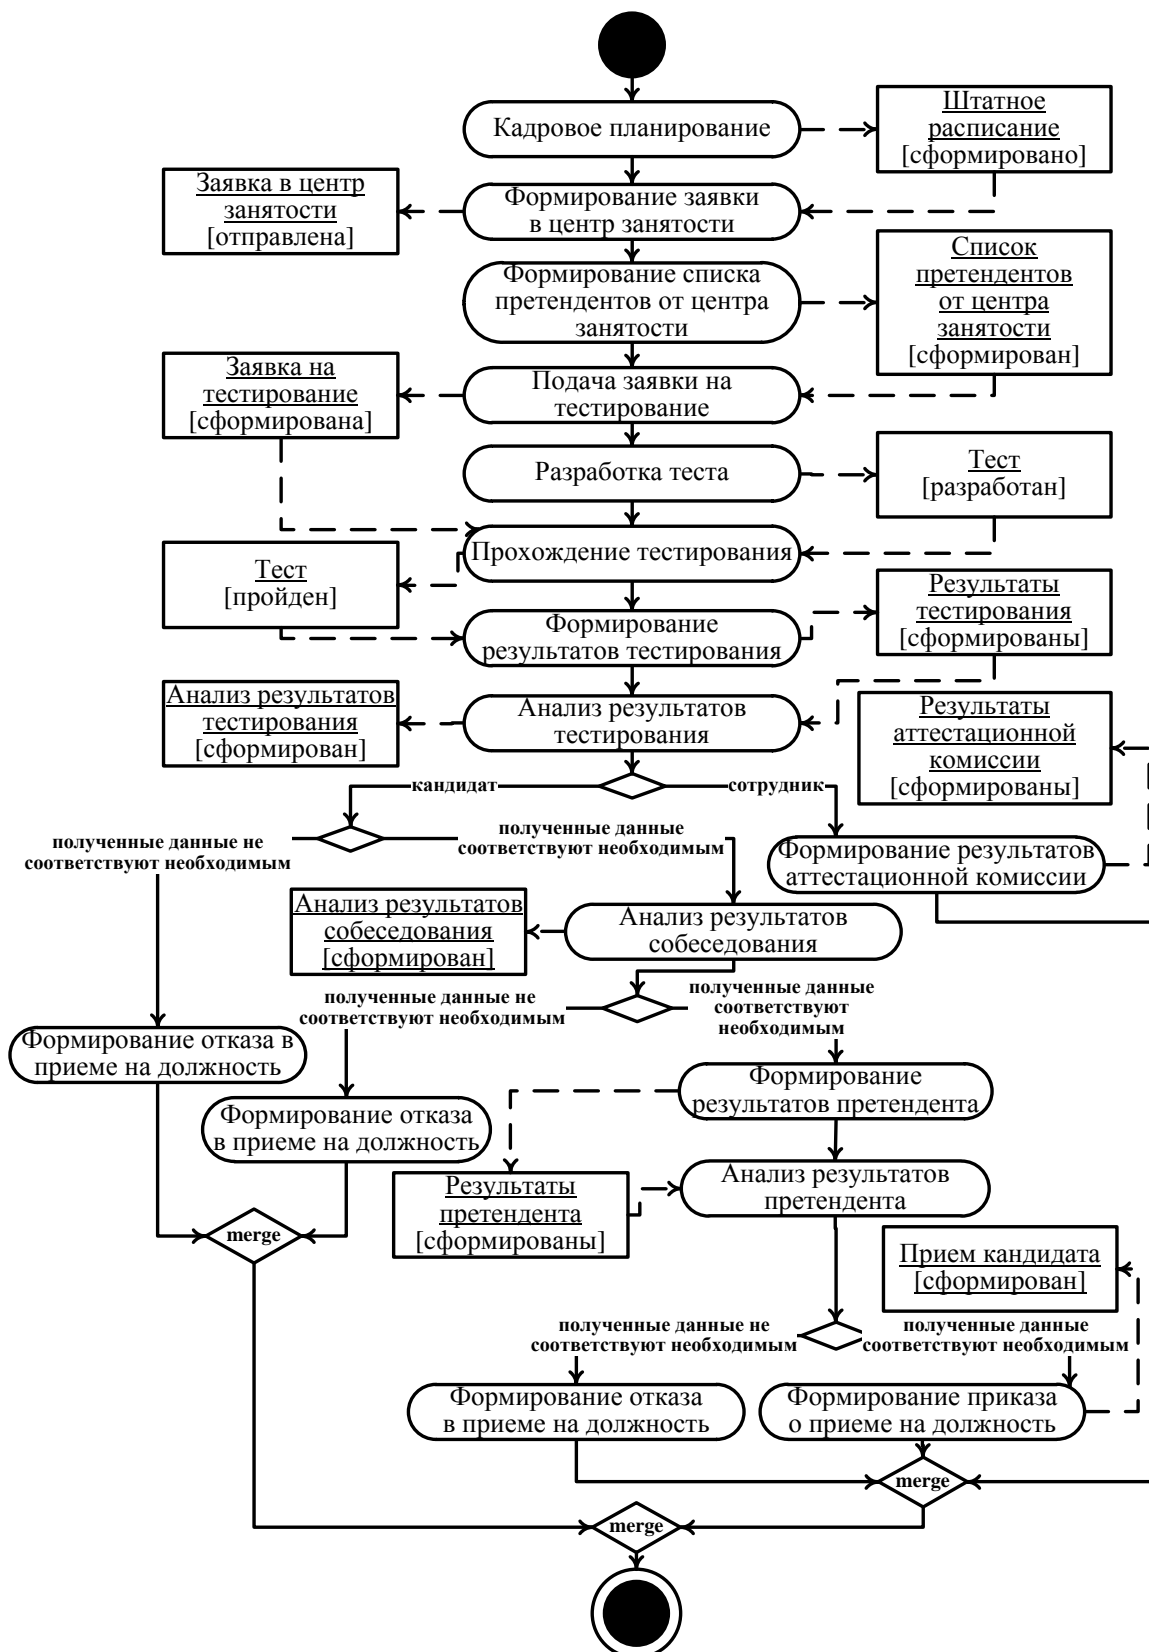 Кадровое планирование
Штатное
расписание
[сформировано]
Заявка в центр
занятости
[отправлена]
Формирование заявки
в центр занятости
Формирование списка
претендентов от центра
занятости
Список
претендентов
от центра
занятости
[сформирован]
Заявка на
тестирование
[сформирована]
Подача заявки на
тестирование
Разработка теста
Тест
[разработан]
Прохождение тестирования
Тест
[пройден]
Формирование
результатов тестирования
Результаты
тестирования
[сформированы]
Анализ результатов
тестирования
[сформирован]
Анализ результатов
тестирования
Результаты
аттестационной
комиссии
[сформированы]
кандидат
сотрудник
полученные данные не
соответствуют необходимым
полученные данные
соответствуют необходимым
Формирование результатов
аттестационной комиссии
Анализ результатов
собеседования
[сформирован]
Анализ результатов
собеседования
полученные данные не
соответствуют необходимым
полученные данные
соответствуют
необходимым
Формирование отказа в
приеме на должность
Формирование
результатов претендента
Формирование отказа
в приеме на должность
Результаты
претендента
[сформированы]
Анализ результатов
претендента
merge
Прием кандидата
[сформирован]
полученные данные не
соответствуют необходимым
полученные данные
соответствуют необходимым
Формирование отказа
в приеме на должность
Формирование приказа
о приеме на должность
merge
merge